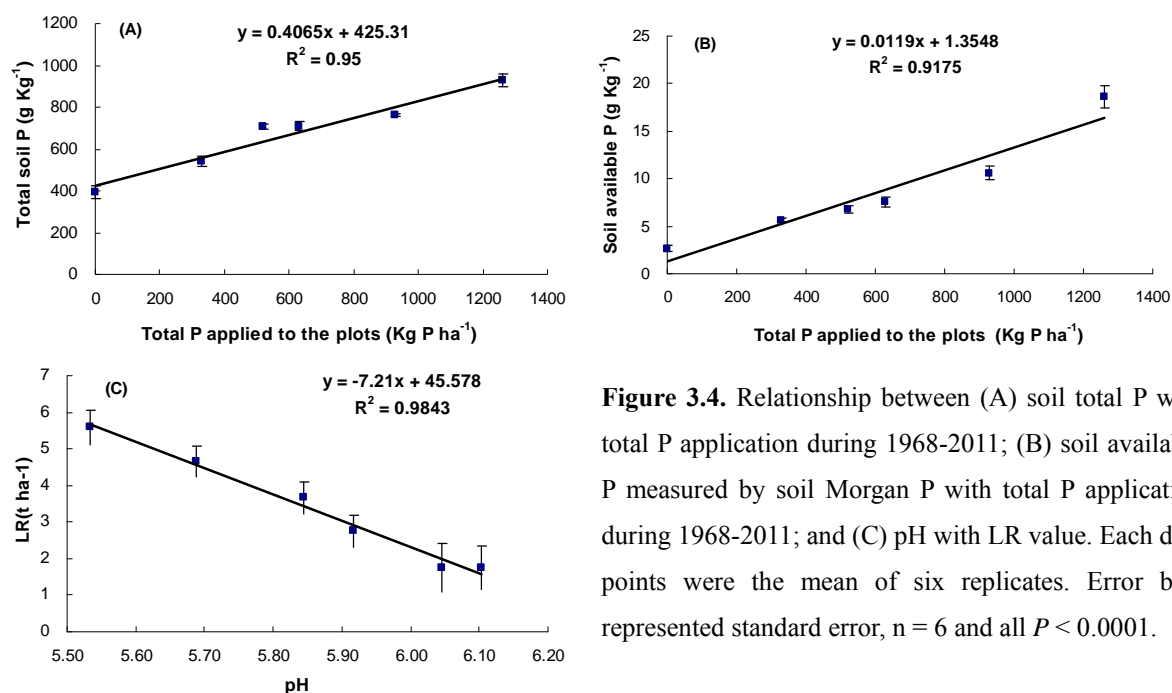 (A)
y = 0.4065x + 425.31
R² = 0.95
Total soil P (g Kg⁻¹)
1200
1000
800
600
400
200
0
0 200 400 600 800 1000 1200 1400
Total P applied to the plots (Kg P ha⁻¹)
(B)
y = 0.0119x + 1.3548
R² = 0.9175
Soil available P (g Kg⁻¹)
25
20
15
10
5
0
0 200 400 600 800 1000 1200 1400
Total P applied to the plots (Kg P ha⁻¹)
(C)
y = -7.21x + 45.578
R² = 0.9843
LR(t ha-1)
7
6
5
4
3
2
1
0
5.50 5.60 5.70 5.80 5.90 6.00 6.10 6.20
pH
Figure 3.4. Relationship between (A) soil total P w
total P application during 1968-2011; (B) soil availa
P measured by soil Morgan P with total P applicati
during 1968-2011; and (C) pH with LR value. Each d
points were the mean of six replicates. Error b
represented standard error, n = 6 and all P < 0.0001.